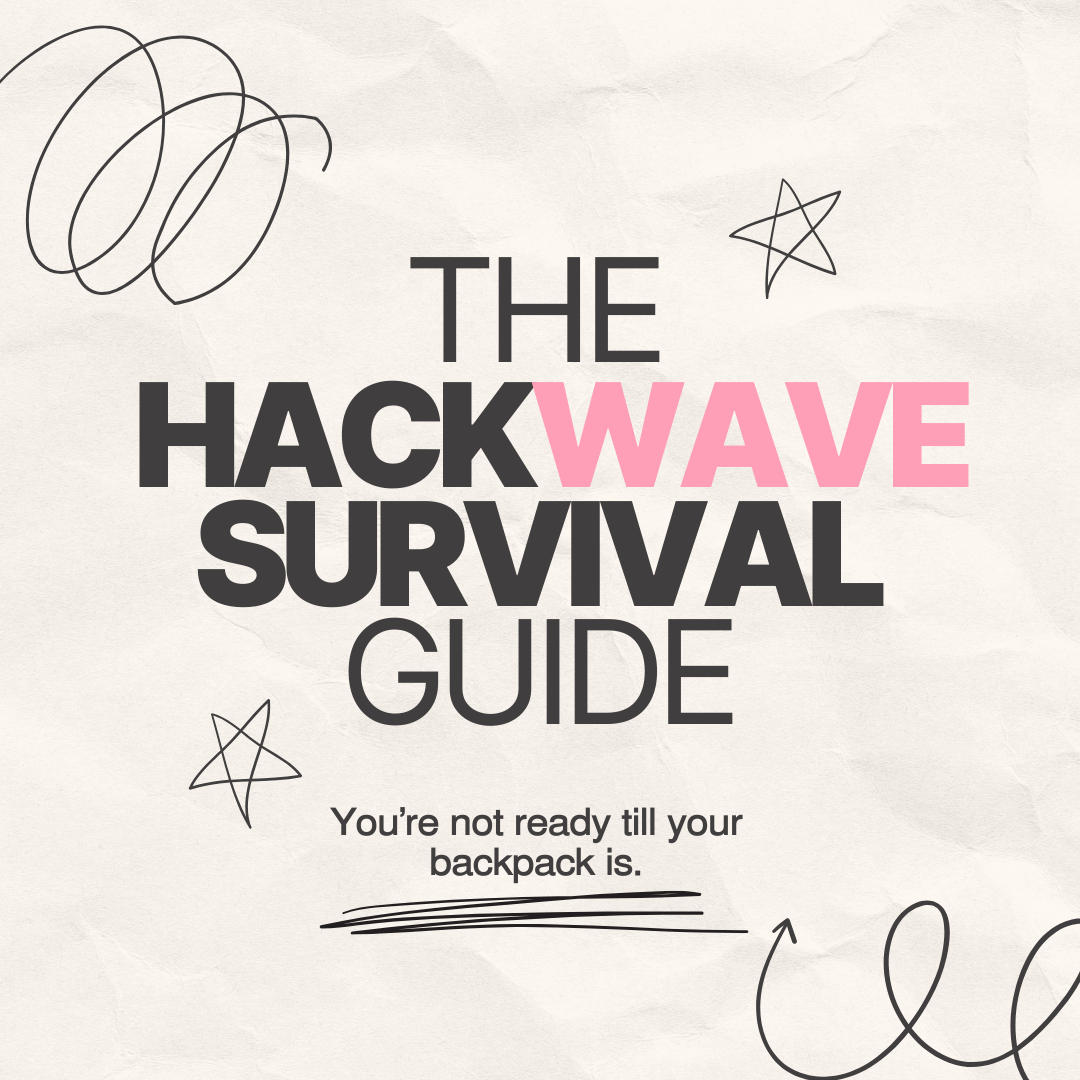 THE
HACKWAVE
SURVIVAL
GUIDE
You’re not ready till your
backpack is.